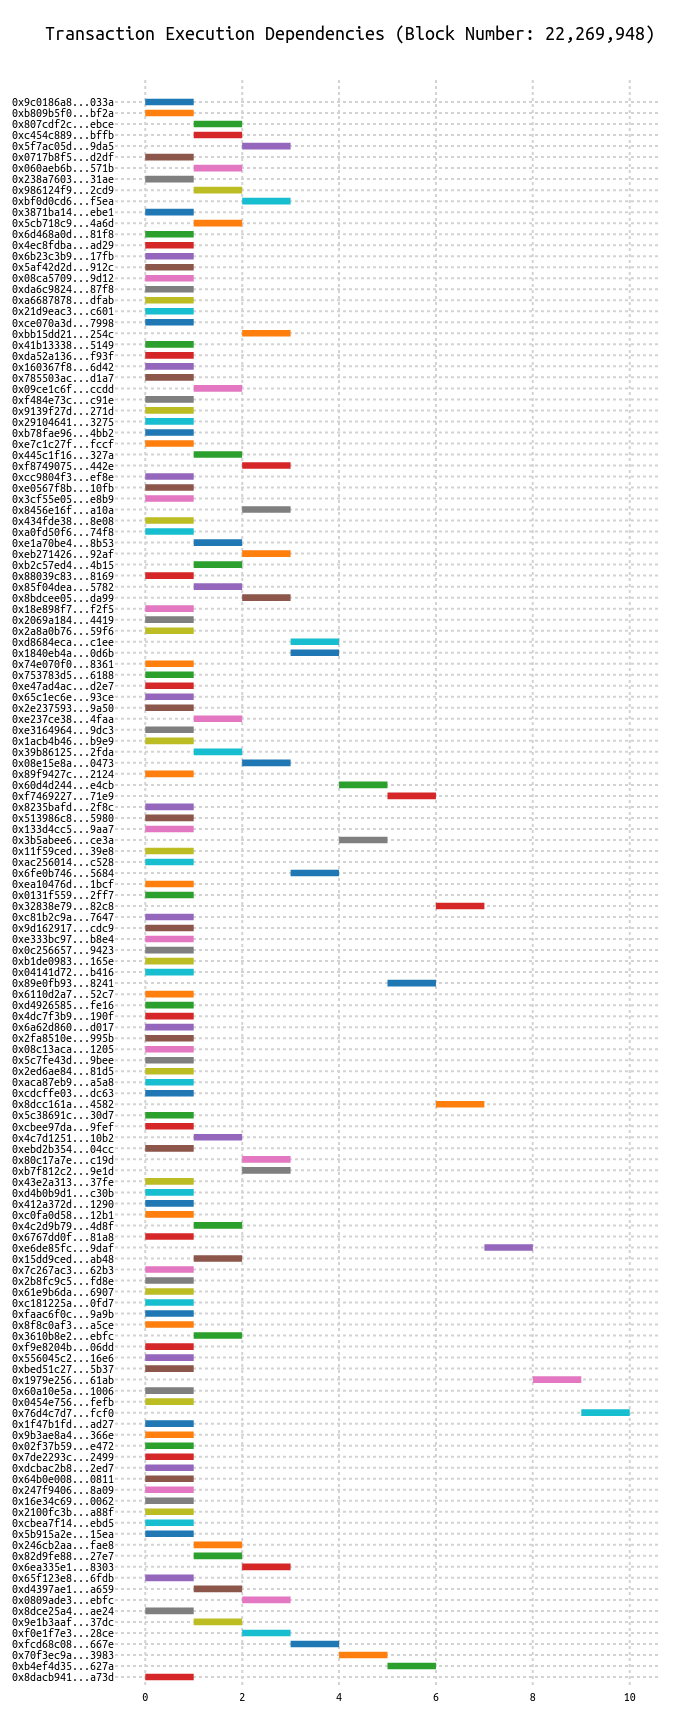 Transaction Execution Dependencies (Block Number: 22,269,948)
0x9c0186a8...033a
0xb809b5f0...bf2a
0x807cdf2c...ebce
0xc454c889...bffb
0x5f7ac05d...9da5
0x0717b8f5...d2df
0x060aeb6b...571b
0x238a7603...31ae
0x986124f9...2cd9
0xbf0d0cd6...f5ea
0x3871ba14...ebe1
0x5cb718c9...4a6d
0x6d468a0d...81f8
0x4ec8fdba...ad29
0x6b23c3b9...17fb
0x5af42d2d...912c
0x08ca5709...9d12
0xda6c9824...87f8
0xa6687878...dfab
0x21d9eac3...c601
0xce070a3d...7998
0xbb15dd21...254c
0x41b13338...5149
0xda52a136...f93f
0x160367f8...6d42
0x785503ac...d1a7
0x09ce1c6f...ccdd
0xf484e73c...c91e
0x9139f27d...271d
0x29104641...3275
0xb78fae96...4bb2
0xe7c1c27f...fccf
0x445c1f16...327a
0xf8749075...442e
0xcc9804f3...ef8e
0xe0567f8b...10fb
0x3cf55e05...e8b9
0x8456e16f...a10a
0x434fde38...8e08
0xa0fd50f6...74f8
0xe1a70be4...8b53
0xeb271426...92af
0xb2c57ed4...4b15
0x88039c83...8169
0x85f04dea...5782
0x8bdcee05...da99
0x18e898f7...f2f5
0x2069a184...4419
0x2a8a0b76...59f6
0xd8684eca...c1ee
0x1840eb4a...0d6b
0x74e070f0...8361
0x753783d5...6188
0xe47ad4ac...d2e7
0x65c1ec6e...93ce
0x2e237593...9a50
0xe237ce38...4faa
0xe3164964...9dc3
0x1acb4b46...b9e9
0x39b86125...2fda
0x08e15e8a...0473
0x89f9427c...2124
0x60d4d244...e4cb
0xf7469227...71e9
0x8235bafd...2f8c
0x513986c8...5980
0x133d4cc5...9aa7
0x3b5abee6...ce3a
0x11f59ced...39e8
0xac256014...c528
0x6fe0b746...5684
0xea10476d...1bcf
0x0131f559...2ff7
0x32838e79...82c8
0xc81b2c9a...7647
0x9d162917...cdc9
0xe333bc97...b8e4
0x0c256657...9423
0xb1de0983...165e
0x04141d72...b416
0x89e0fb93...8241
0x6110d2a7...52c7
0xd4926585...fe16
0x4dc7f3b9...190f
0x6a62d860...d017
0x2fa8510e...995b
0x08c13aca...1205
0x5c7fe43d...9bee
0x2ed6ae84...81d5
0xaca87eb9...a5a8
0xcdcffe03...dc63
0x8dcc161a...4582
0x5c38691c...30d7
0xcbee97da...9fef
0x4c7d1251...10b2
0xebd2b354...04cc
0x80c17a7e...c19d
0xb7f812c2...9e1d
0x43e2a313...37fe
0xd4b0b9d1...c30b
0x412a372d...1290
0xc0fa0d58...12b1
0x4c2d9b79...4d8f
0x6767dd0f...81a8
0xe6de85fc...9daf
0x15dd9ced...ab48
0x7c267ac3...62b3
0x2b8fc9c5...fd8e
0x61e9b6da...6907
0xc181225a...0fd7
0xfaac6f0c...9a9b
0x8f8c0af3...a5ce
0x3610b8e2...ebfc
0xf9e8204b...06dd
0x556045c2...16e6
0xbed51c27...5b37
0x1979e256...61ab
0x60a10e5a...1006
0x0454e756...fefb
0x76d4c7d7...fcf0
0x1f47b1fd...ad27
0x9b3ae8a4...366e
0x02f37b59...e472
0x7de2293c...2499
0xdcbac2b8...2ed7
0x64b0e008...0811
0x247f9406...8a09
0x16e34c69...0062
0x2100fc3b...a88f
0xcbea7f14...ebd5
0x5b915a2e...15ea
0x246cb2aa...fae8
0x82d9fe88...27e7
0x6ea335e1...8303
0x65f123e8...6fdb
0xd4397ae1...a659
0x0809ade3...ebfc
0x8dce25a4...ae24
0x9e1b3aaf...37dc
0xf0e1f7e3...28ce
0xfcd68c08...667e
0x70f3ec9a...3983
0xb4ef4d35...627a
0x8dacb941...a73d
0 2 4 6 8 10